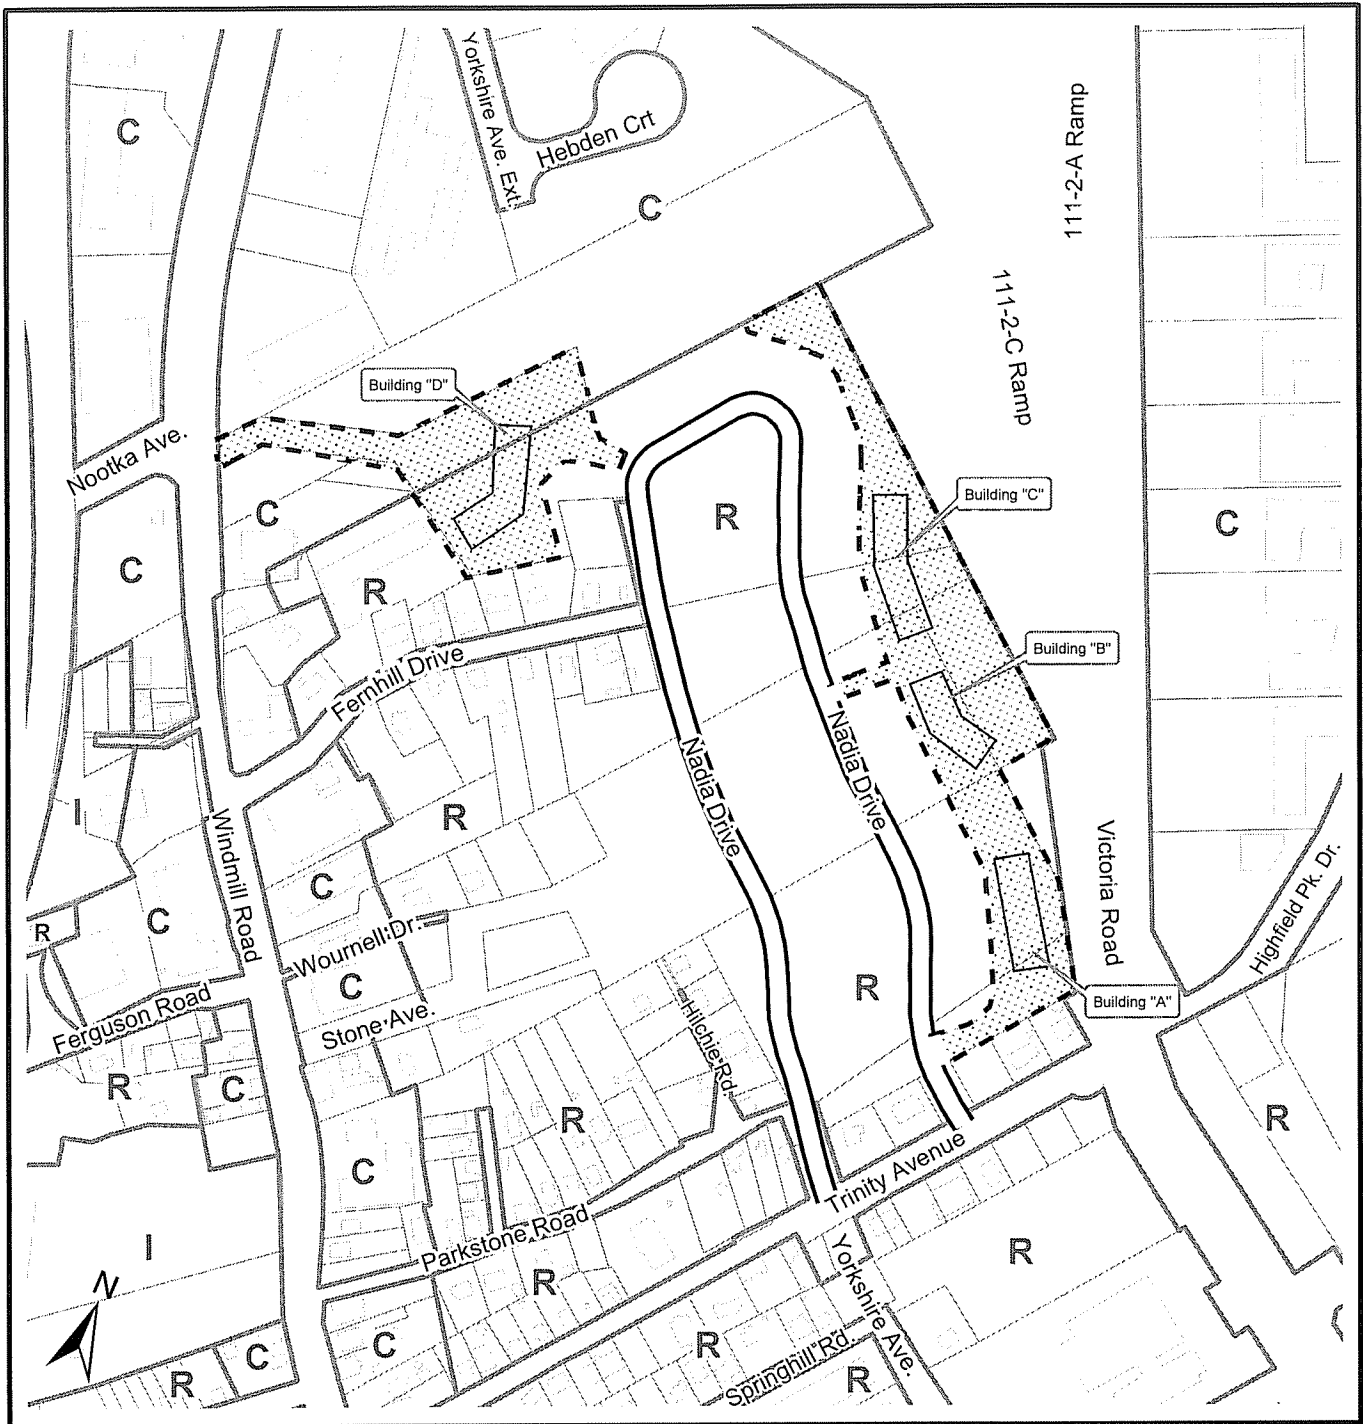 Yorkshire Ave. Ext.
Hebden Crt
111-2-A Ramp
C
C
111-2-C Ramp
Building "D"
Nootka Ave.
Building "C"
C
R
C
C
R
Building "B"
Fernhill Drive
Nadia Drive
Nadia Drive
I
R
Windmill Road
Victoria Road
C
Highfield Pk. Dr.
C
R
Wournell Dr.
C
R
Building "A"
Ferguson Road
Stone Ave.
Hilchie Rd.
R
C
R
R
C
Trinity Avenue
I
Parkstone Road
R
R
Yorkshire Ave.
N
C
C
R
Springhill Rd.
R
R